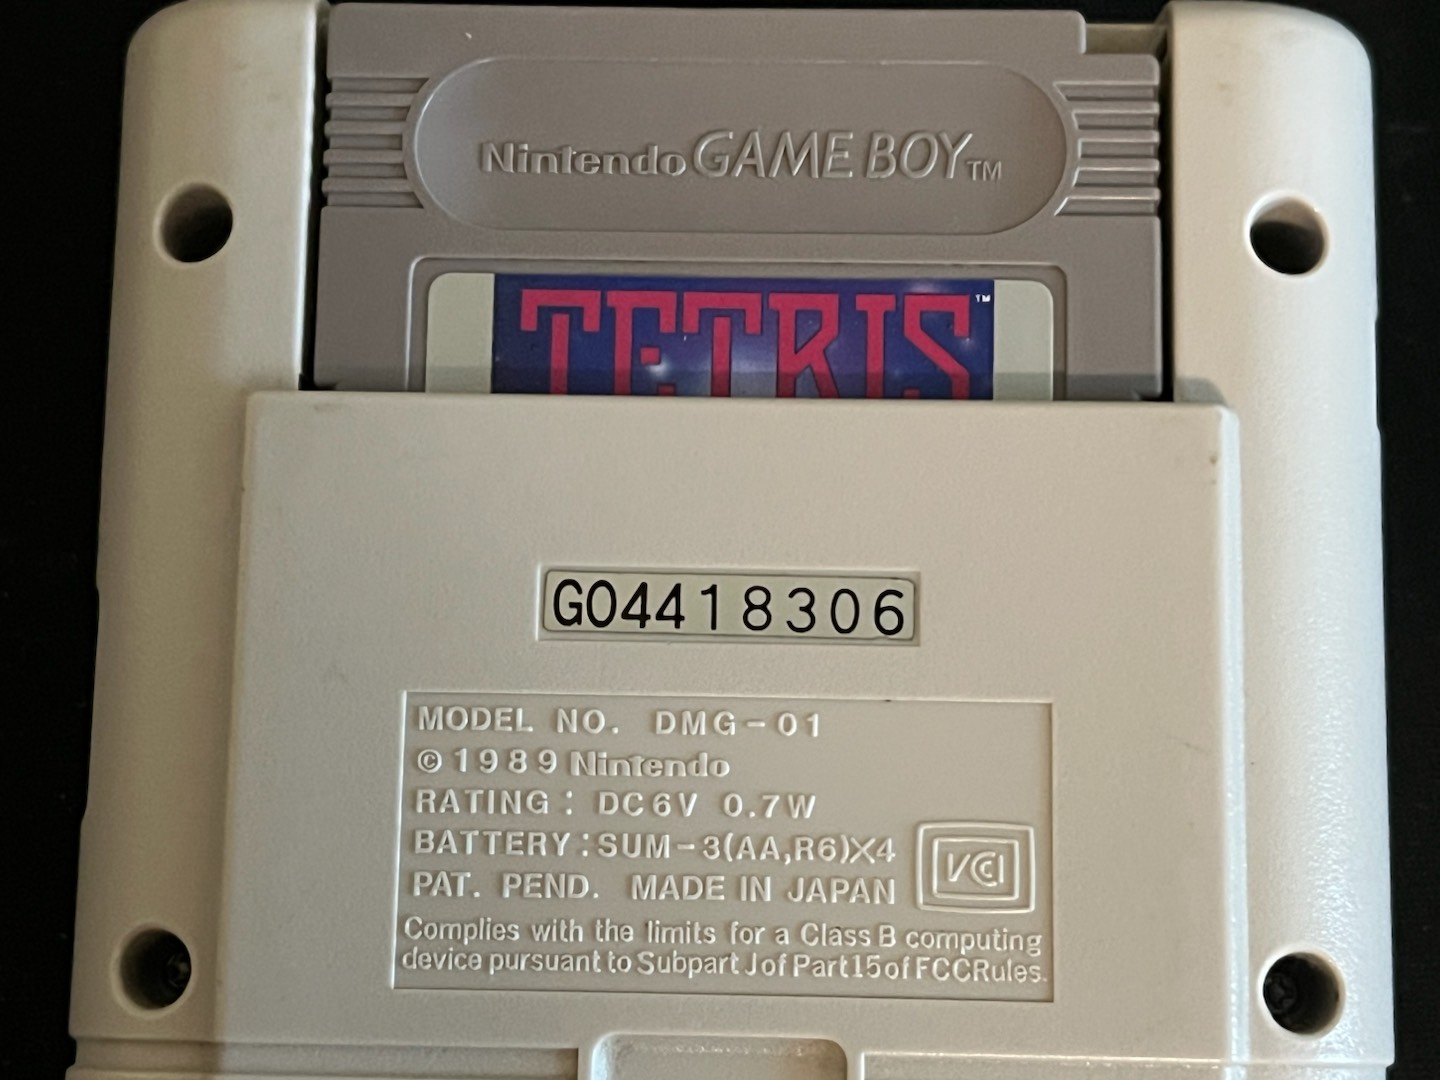 Nintendo GAME BOY™
TETRIS™
G04418306
MODEL NO. DMG-01
©1989 Nintendo
RATING: DC6V 0.7W
BATTERY:SUM-3(AA,R6)X4
PAT. PEND. MADE IN JAPAN
VCCI
Complies with the limits for a Class B computing
device pursuant to Subpart J of Part 15 of FCC Rules.